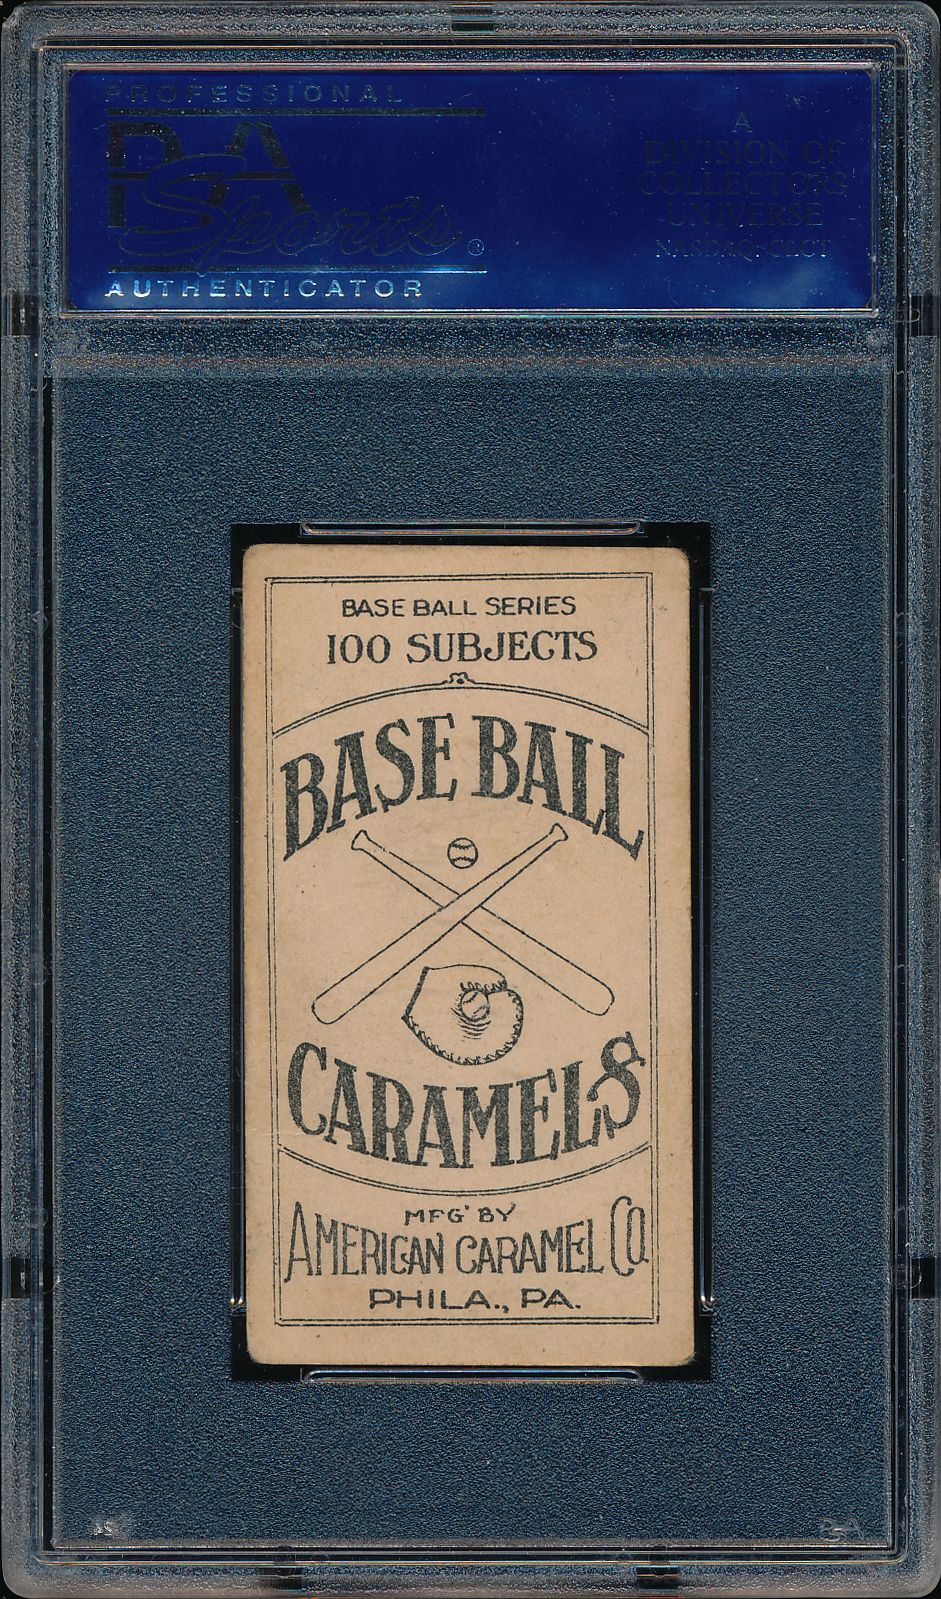 PROFESSIONAL
PSA
Sports
AUTHENTICATOR
A
DIVISION OF
COLLECTORS
UNIVERSE
NASDAQ: CLCT
BASE BALL SERIES
100 SUBJECTS
BASE BALL
CARAMELS
MFG' BY
AMERICAN CARAMEL CO.
PHILA., PA.
PSA